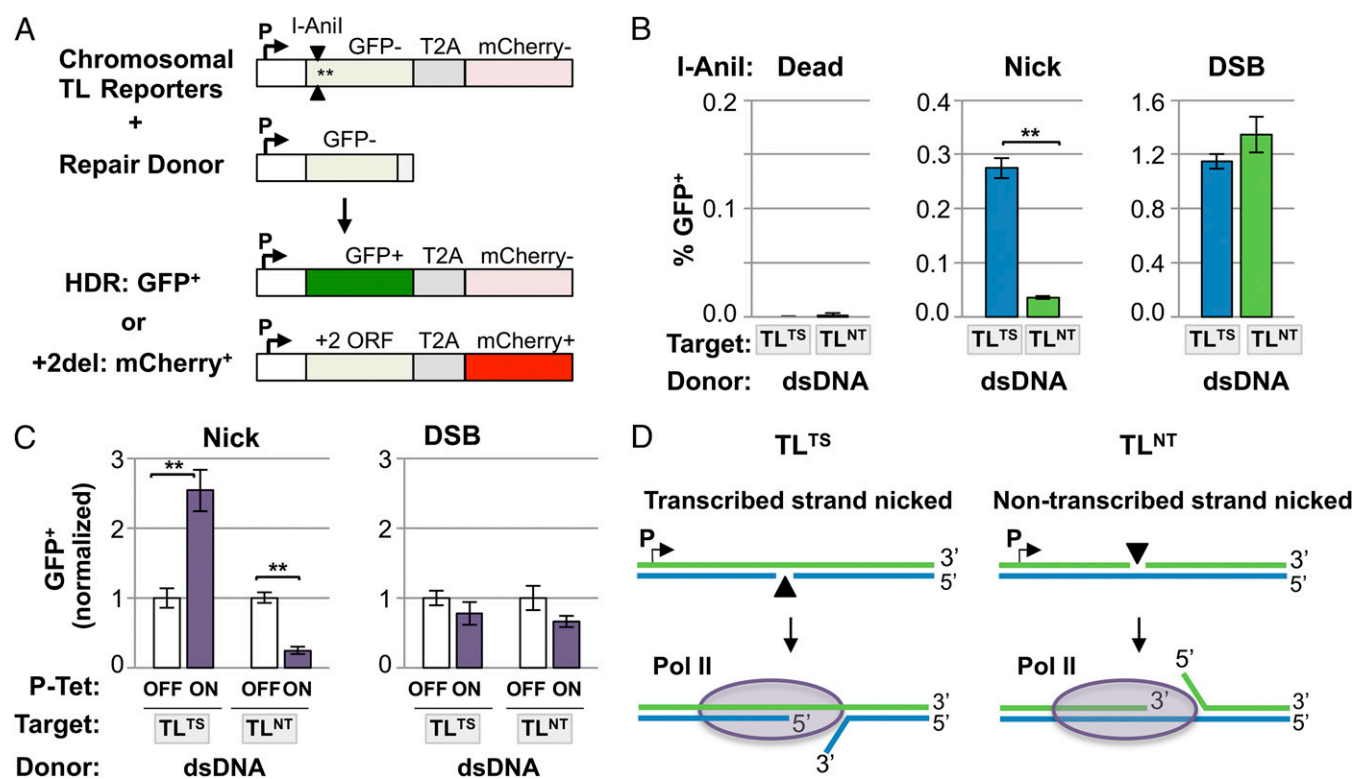 A
Chromosomal
TL Reporters
+
Repair Donor
HDR: GFP⁺
or
+2del: mCherry⁺
P
I-AniI
GFP- T2A mCherry-
**
P
GFP-
P
GFP+ T2A mCherry-
P
+2 ORF T2A mCherry+
B
I-AniI: Dead Nick DSB
% GFP⁺
0.2
0.1
0.0
0.4
0.3
0.2
0.1
0.0
**
1.6
1.2
0.8
0.4
0.0
Target: TLᵀˢ TLᴺᵀ TLᵀˢ TLᴺᵀ TLᵀˢ TLᴺᵀ
Donor: dsDNA dsDNA dsDNA
C
Nick DSB
GFP⁺
(normalized)
3
2
1
0
**
**
3
2
1
0
P-Tet: OFF ON OFF ON OFF ON OFF ON
Target: TLᵀˢ TLᴺᵀ TLᵀˢ TLᴺᵀ
Donor: dsDNA dsDNA
D
TLᵀˢ TLᴺᵀ
Transcribed strand nicked Non-transcribed strand nicked
P 3’ P 3’
5’ 5’
Pol II Pol II 5’
3’ 3’ 3’
5’ 5’ 5’
3’